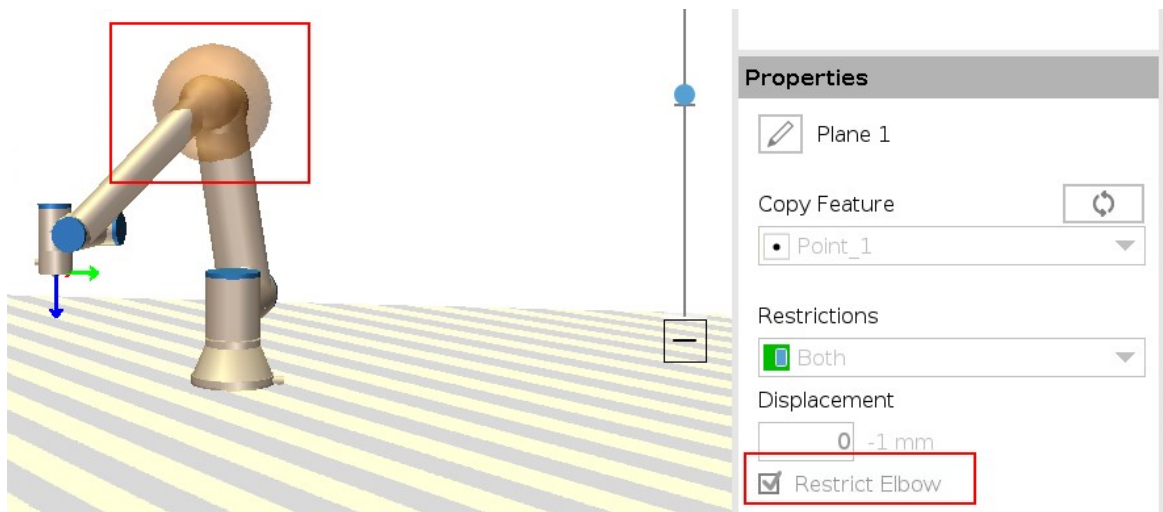 Properties
Plane 1
Copy Feature
Point_1
Restrictions
Both
Displacement
0 -1 mm
Restrict Elbow